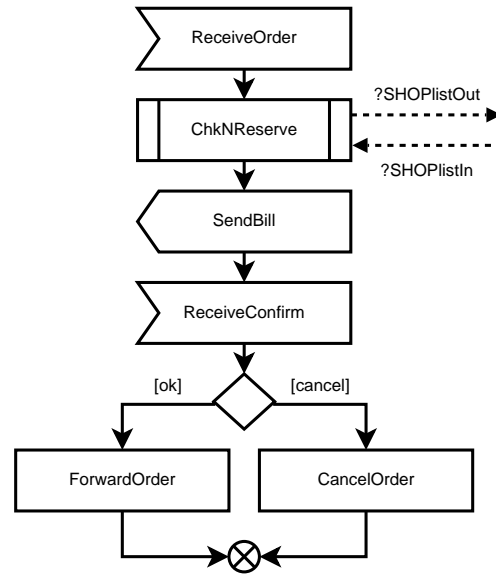 ReceiveOrder
?SHOPlistOut
ChkNReserve
?SHOPlistIn
SendBill
ReceiveConfirm
[ok]
[cancel]
ForwardOrder
CancelOrder